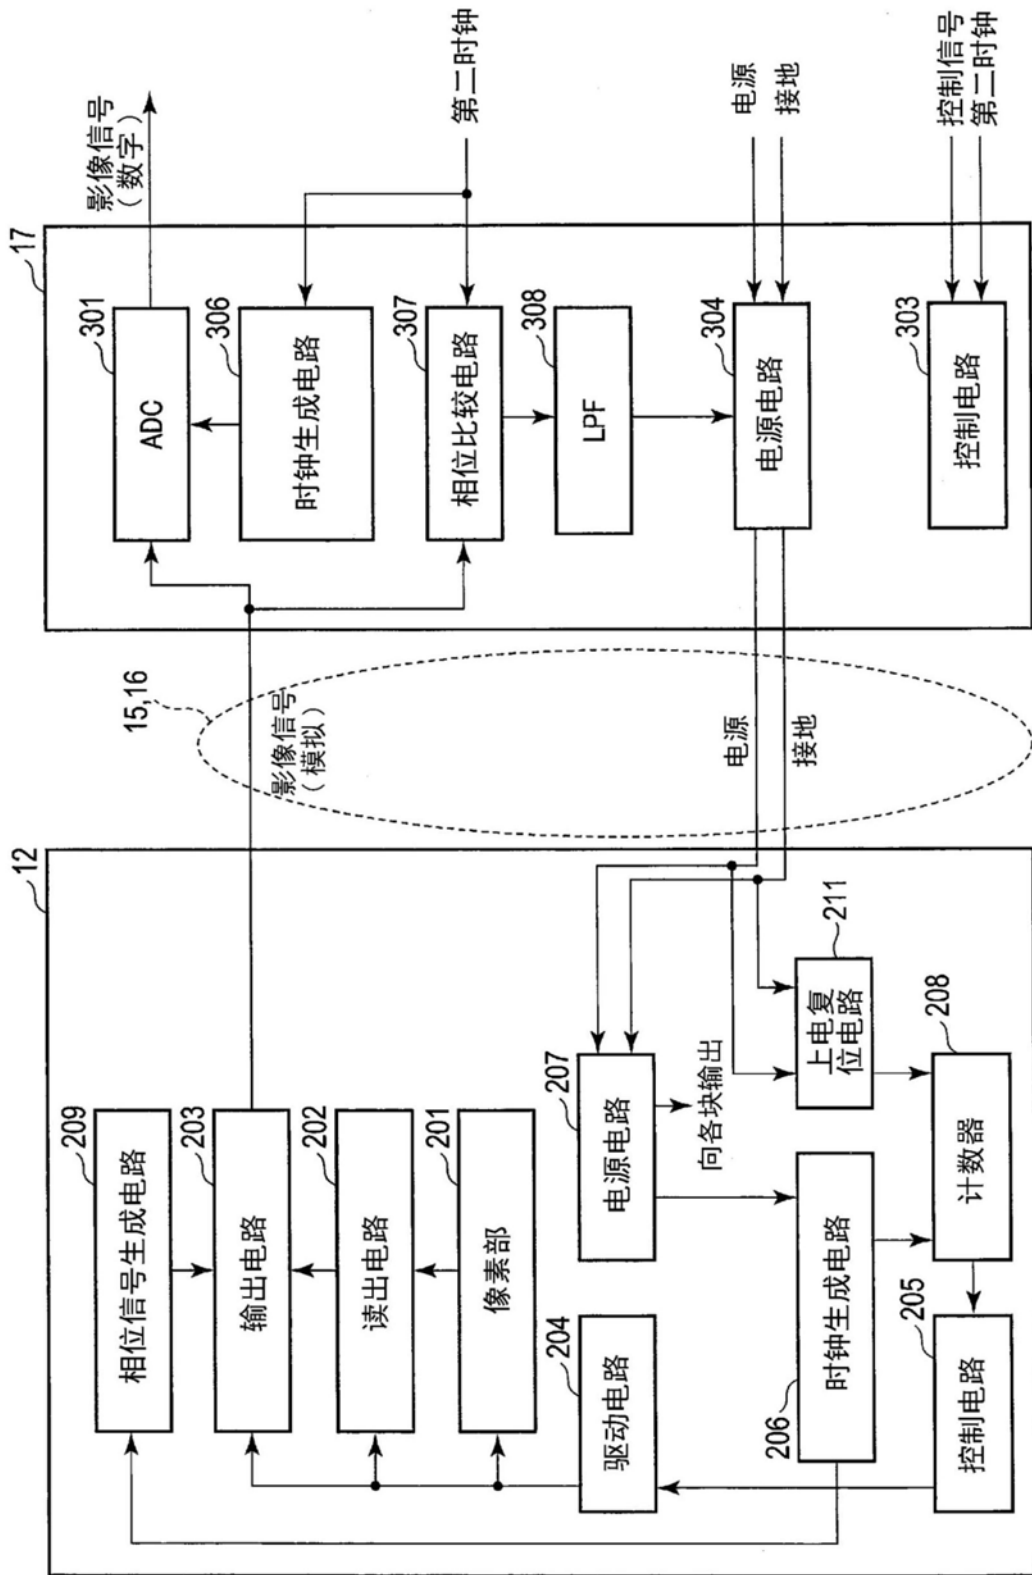 12
209
相位信号生成电路
203
输出电路
202
读出电路
201
像素部
207
电源电路
向各块输出
204
驱动电路
206
时钟生成电路
205
控制电路
上电复
位电路
211
208
计数器
15,16
影像信号
（模拟）
电源
接地
17
301
ADC
306
时钟生成电路
307
相位比较电路
308
LPF
304
电源电路
303
控制电路
影像信号
（数字）
第二时钟
电源
接地
控制信号
第二时钟